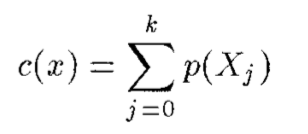 c(x) = \sum_{j=0}^{k} p(X_j)